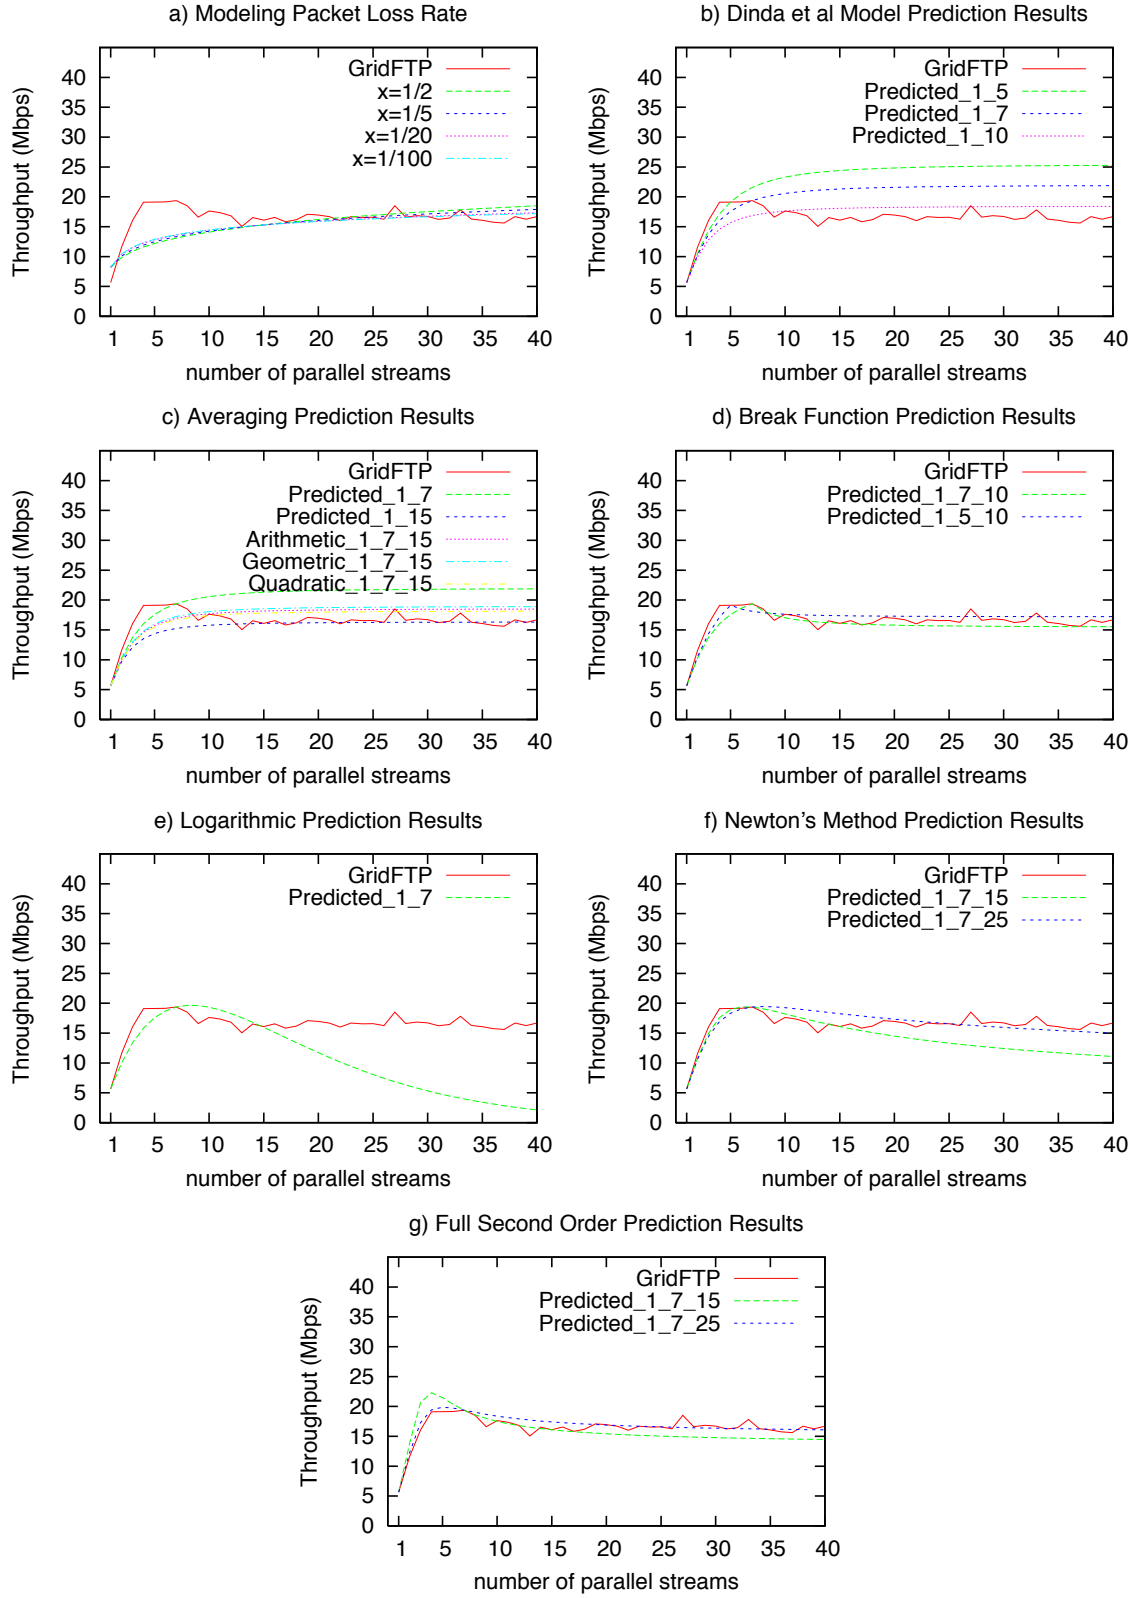 a) Modeling Packet Loss Rate
Throughput (Mbps)
45
40
35
30
25
20
15
10
5
0
GridFTP
x=1/2
x=1/5
x=1/20
x=1/100
1 5 10 15 20 25 30 35 40
number of parallel streams
b) Dinda et al Model Prediction Results
Throughput (Mbps)
40
35
30
25
20
15
10
5
0
GridFTP
Predicted_1_5
Predicted_1_7
Predicted_1_10
1 5 10 15 20 25 30 35 40
number of parallel streams
c) Averaging Prediction Results
Throughput (Mbps)
40
35
30
25
20
15
10
5
0
GridFTP
Predicted_1_7
Predicted_1_15
Arithmetic_1_7_15
Geometric_1_7_15
Quadratic_1_7_15
1 5 10 15 20 25 30 35 40
number of parallel streams
d) Break Function Prediction Results
Throughput (Mbps)
40
35
30
25
20
15
10
5
0
GridFTP
Predicted_1_7_10
Predicted_1_5_10
1 5 10 15 20 25 30 35 40
number of parallel streams
e) Logarithmic Prediction Results
Throughput (Mbps)
40
35
30
25
20
15
10
5
0
GridFTP
Predicted_1_7
1 5 10 15 20 25 30 35 40
number of parallel streams
f) Newton's Method Prediction Results
Throughput (Mbps)
40
35
30
25
20
15
10
5
0
GridFTP
Predicted_1_7_15
Predicted_1_7_25
1 5 10 15 20 25 30 35 40
number of parallel streams
g) Full Second Order Prediction Results
Throughput (Mbps)
40
35
30
25
20
15
10
5
0
GridFTP
Predicted_1_7_15
Predicted_1_7_25
1 5 10 15 20 25 30 35 40
number of parallel streams